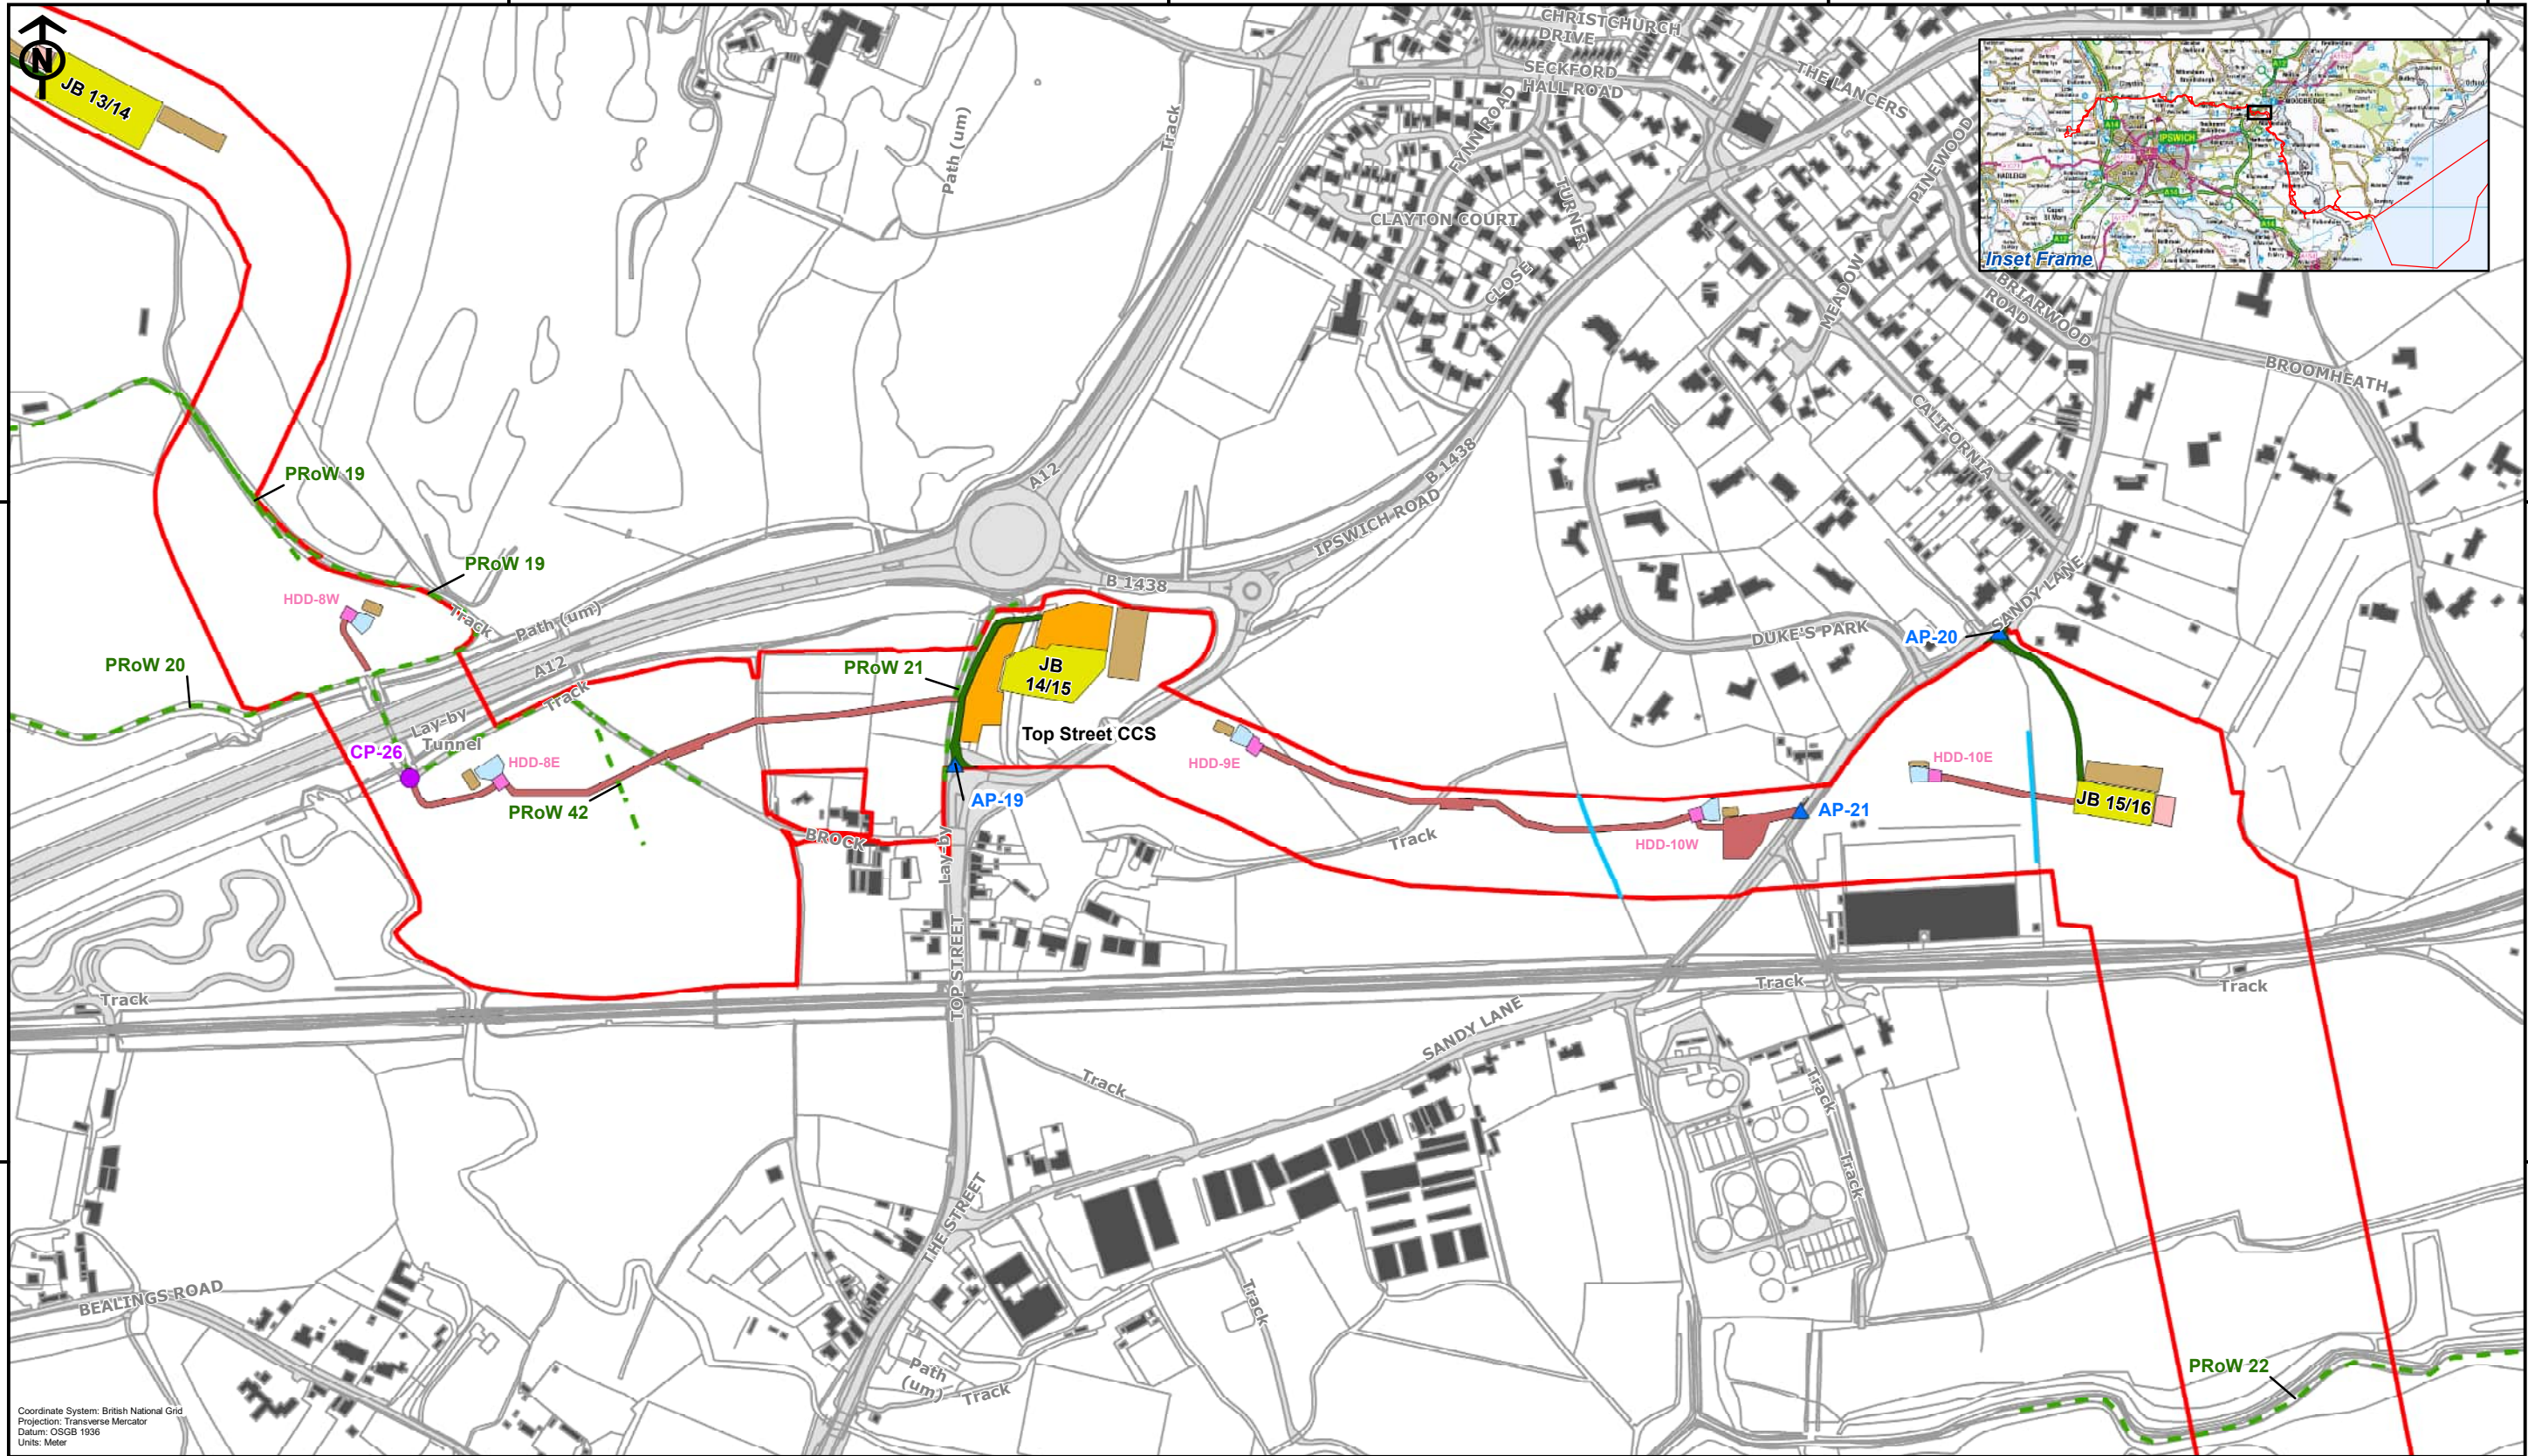 N
JB 13/14
CHRISTCHURCH
DRIVE
SECKFORD
HALL ROAD
THE LANCERS
FYNN ROAD
TURNER
CLOSE
CLAYTON COURT
PINEWOOD
MEADOW
BRIARWOOD
ROAD
BROOMHEATH
CALIFORNIA
IPSWICH
WOODBRIDGE
HADLEIGH
A14
A12
Inset Frame
Path (um)
Track
A12
B 1438
IPSWICH ROAD
B 1438
PRoW 19
PRoW 19
HDD-8W
Track
Path (um)
PRoW 20
A12
Lay-by
Track
Tunnel
CP-26
HDD-8E
PRoW 42
PRoW 21
JB
14/15
Top Street CCS
AP-19
BROCK
Lay-by
TOP STREET
HDD-9E
Track
HDD-10W
AP-21
DUKE'S PARK
AP-20
SANDY LANE
HDD-10E
JB 15/16
Track
Track
Track
SANDY LANE
Track
Track
Track
THE STREET
BEALINGS ROAD
Track
Path
(um)
Track
PRoW 22
Coordinate System: British National Grid
Projection: Transverse Mercator
Datum: OSGB 1936
Units: Meter